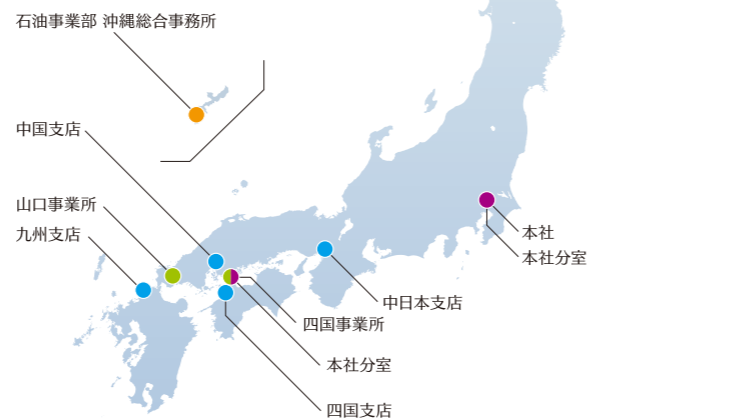 石油事業部 沖縄総合事務所
中国支店
山口事業所
九州支店
本社
本社分室
中日本支店
四国事業所
本社分室
四国支店